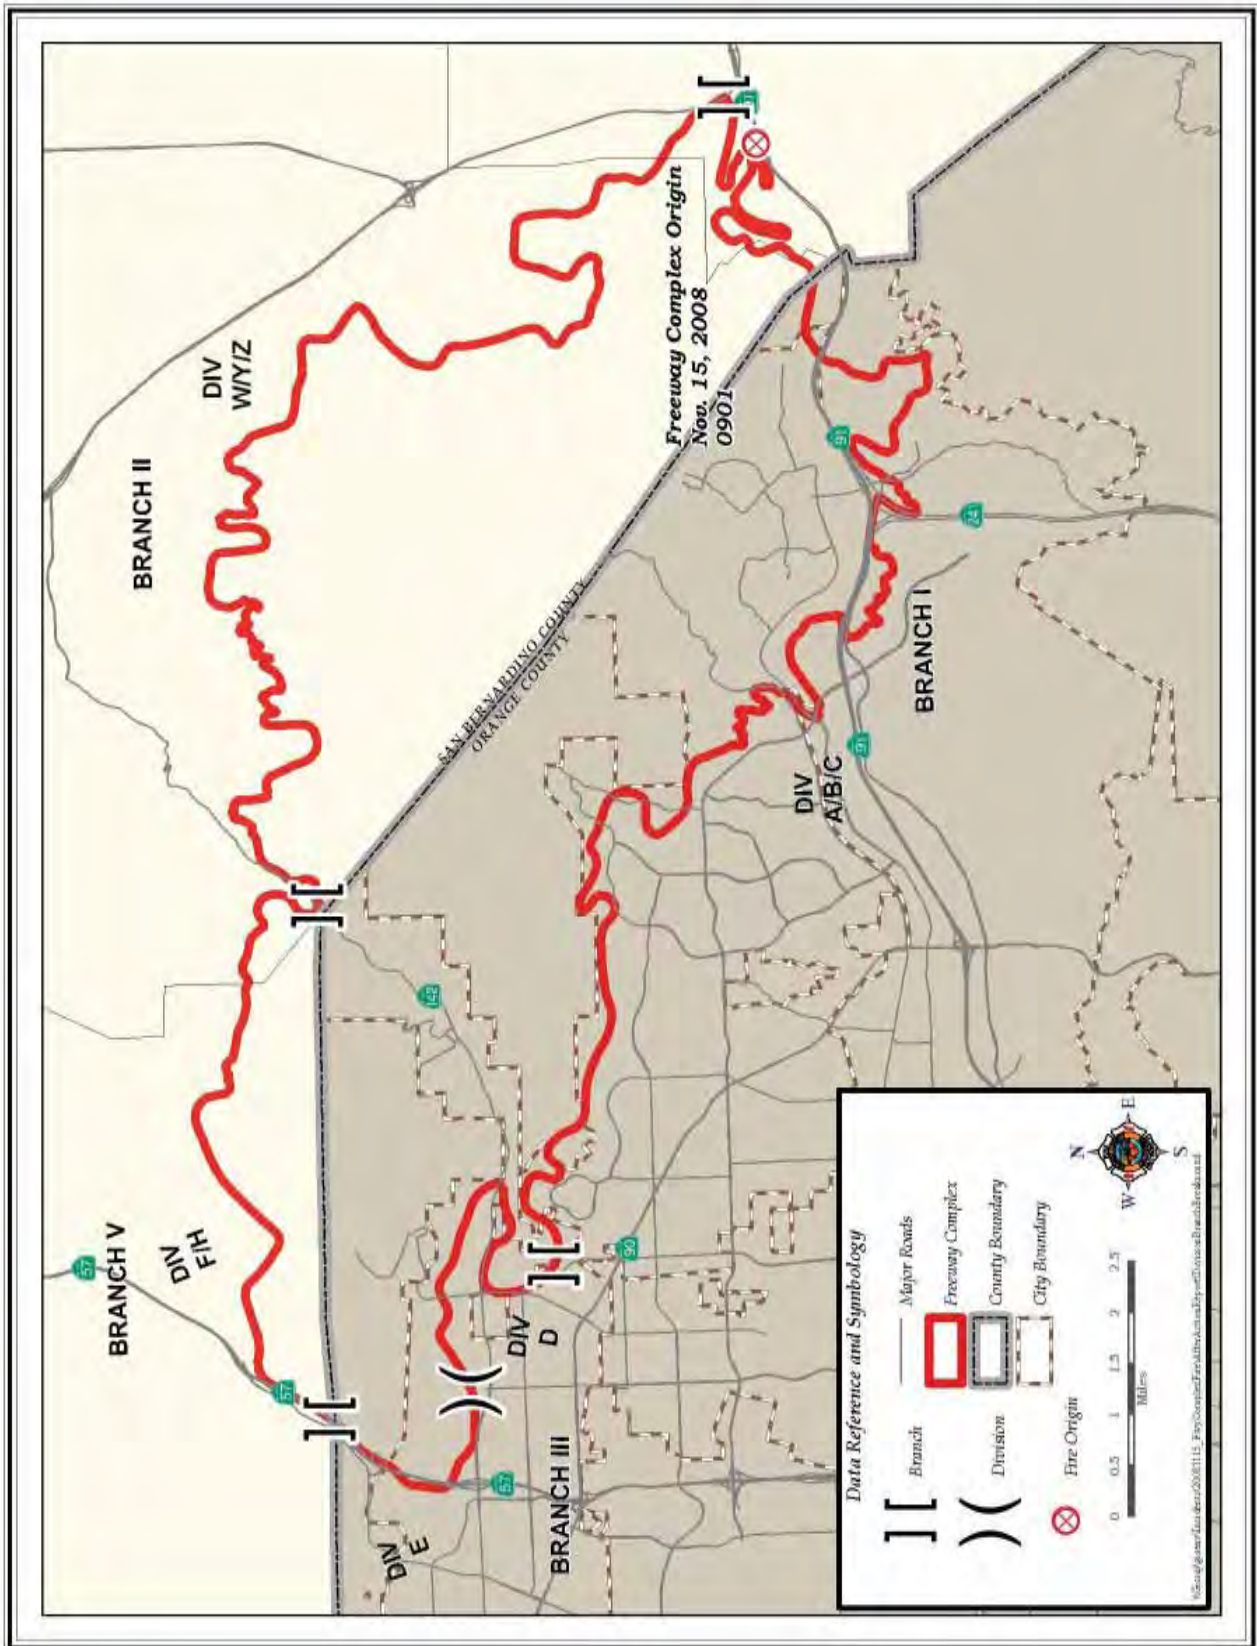 BRANCH V
57
DIV
F/H
57
BRANCH II
DIV
W/Y/Z
Freeway Complex Origin
Nov. 15, 2008
0901
SAN BERNARDINO COUNTY
ORANGE COUNTY
142
DIV
E
57
BRANCH III
DIV
D
90
DIV
A/B/C
91
91
241
BRANCH I
Data Reference and Symbology
Branch
Division
Fire Origin
Major Roads
Freeway Complex
County Boundary
City Boundary
N
W
E
S
0 0.5 1 1.5 2 2.5
Miles